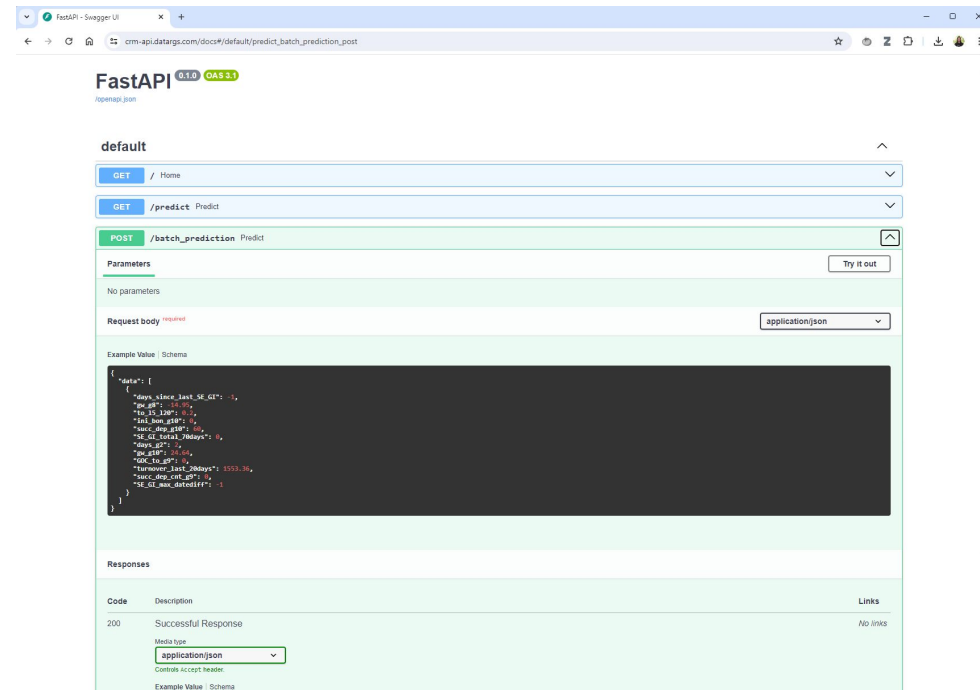 FastAPI - Swagger UI
crm-api.datargs.com/docs#/default/predict_batch_prediction_post
FastAPI 0.1.0 OAS 3.1
/openapi.json
default
GET / Home
GET /predict Predict
POST /batch_prediction Predict
Parameters Try it out
No parameters
Request body required application/json
Example Value | Schema
{
"data": [
{
"days_since_last_SE_GI": -1,
"gw_g8": -14.95,
"to_l5_l20": 0.2,
"ini_bon_g10": 0,
"succ_dep_g10": 60,
"SE_GI_total_70days": 0,
"days_g2": 2,
"gw_g10": 24.64,
"GOC_to_g9": 0,
"turnover_last_20days": 1553.36,
"succ_dep_cnt_g9": 0,
"SE_GI_max_datediff": -1
}
]
}
Responses
Code Description Links
200 Successful Response No links
Media type
application/json
Controls Accept header.
Example Value | Schema